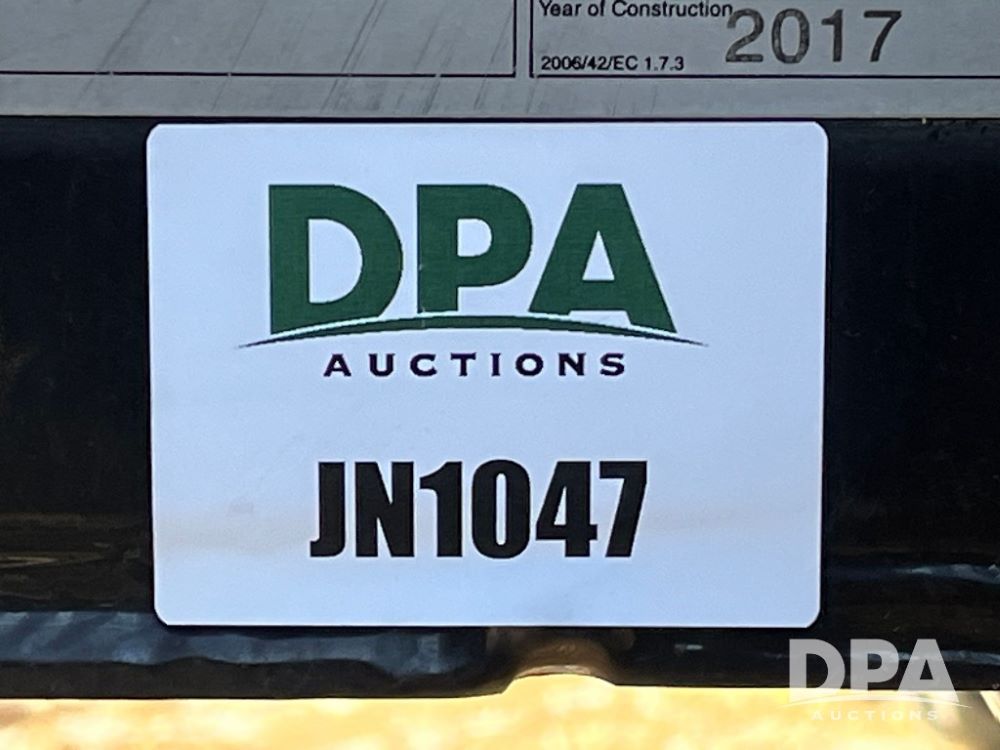 Year of Construction 2017
2006/42/EC 1.7.3
DPA
AUCTIONS
JN1047
DPA
AUCTIONS